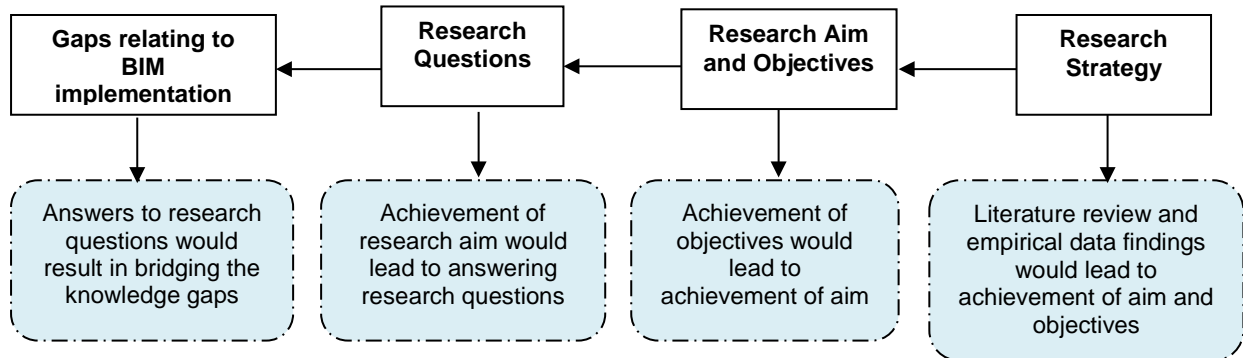 Gaps relating to
BIM
implementation
Research
Questions
Research Aim
and Objectives
Research
Strategy
Answers to research
questions would
result in bridging the
knowledge gaps
Achievement of
research aim would
lead to answering
research questions
Achievement of
objectives would
lead to
achievement of aim
Literature review and
empirical data findings
would lead to
achievement of aim and
objectives